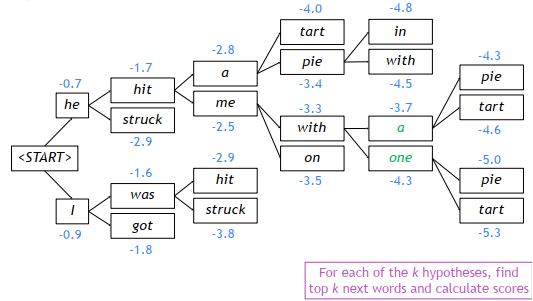 -4.0
-4.8
tart
in
-2.8
-4.3
-1.7
a
pie
with
pie
-0.7
hit
-3.4
-4.5
he
me
-3.3
-3.7
tart
struck
-2.5
with
a
-4.6
-2.9
<START>
-2.9
on
one
-5.0
-1.6
hit
-3.5
-4.3
pie
I
was
struck
tart
-0.9
got
-3.8
-5.3
-1.8
For each of the k hypotheses, find
top k next words and calculate scores